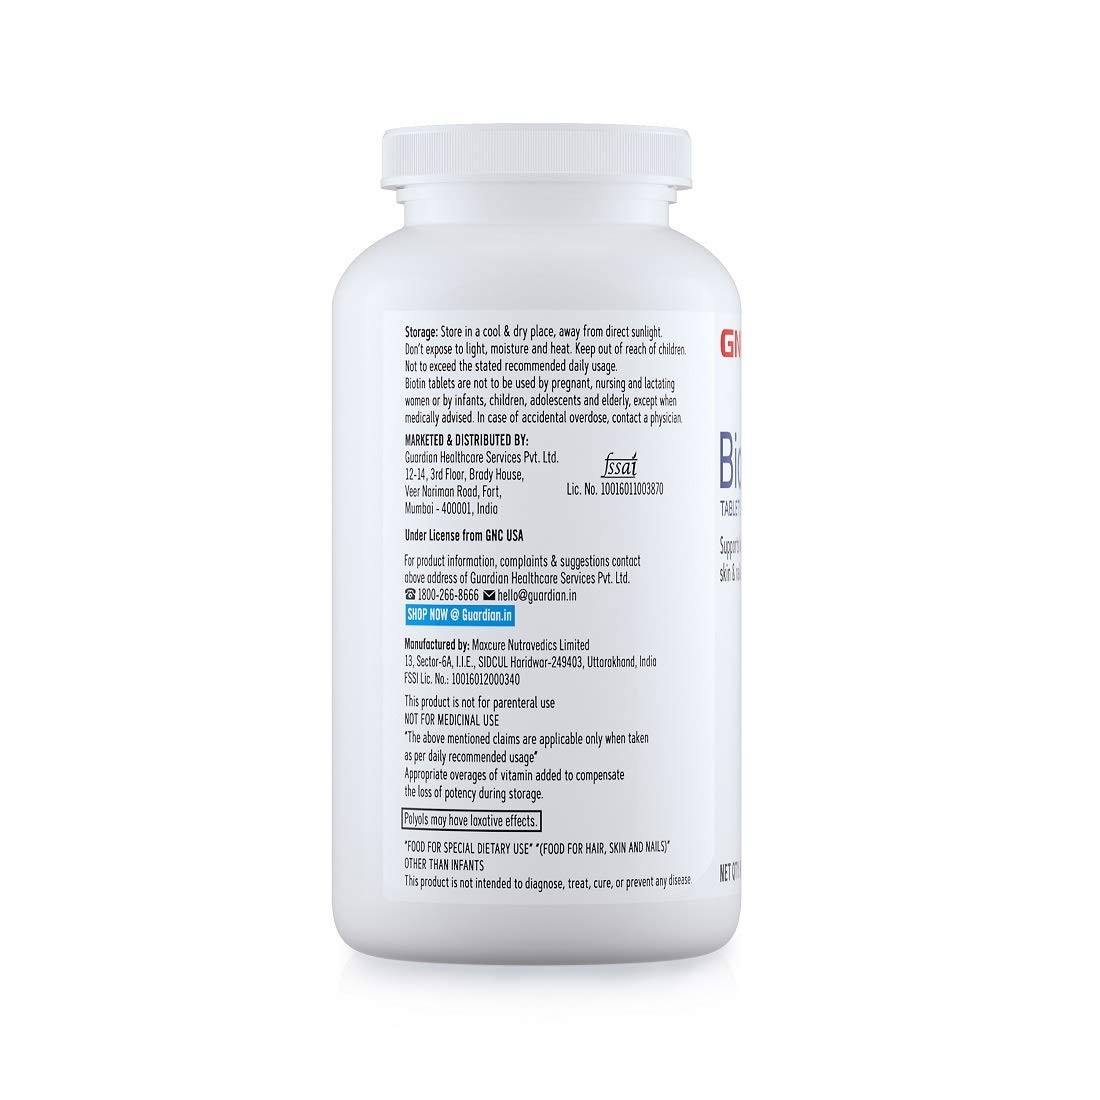 Storage: Store in a cool & dry place, away from direct sunlight.
Don't expose to light, moisture and heat. Keep out of reach of children.
Not to exceed the stated recommended daily usage.
Biotin tablets are not to be used by pregnant, nursing and lactating
women or by infants, children, adolescents and elderly, except when
medically advised. In case of accidental overdose, contact a physician.
MARKETED & DISTRIBUTED BY:
Guardian Healthcare Services Pvt. Ltd.
12-14, 3rd Floor, Brady House,
Veer Nariman Road, Fort,
Mumbai - 400001, India
fssai
Lic. No. 10016011003870
Under License from GNC USA
For product information, complaints & suggestions contact
above address of Guardian Healthcare Services Pvt. Ltd.
☎ 1800-266-8666 ✉ hello@guardian.in
SHOP NOW @ Guardian.in
Manufactured by: Maxcure Nutravedics Limited
13, Sector-6A, I.I.E., SIDCUL Haridwar-249403, Uttarakhand, India
FSSI Lic. No.: 10016012000340
This product is not for parenteral use
NOT FOR MEDICINAL USE
"The above mentioned claims are applicable only when taken
as per daily recommended usage"
Appropriate overages of vitamin added to compensate
the loss of potency during storage.
Polyols may have laxative effects.
"FOOD FOR SPECIAL DIETARY USE" "(FOOD FOR HAIR, SKIN AND NAILS)"
OTHER THAN INFANTS
This product is not intended to diagnose, treat, cure, or prevent any disease.
skin &
NET